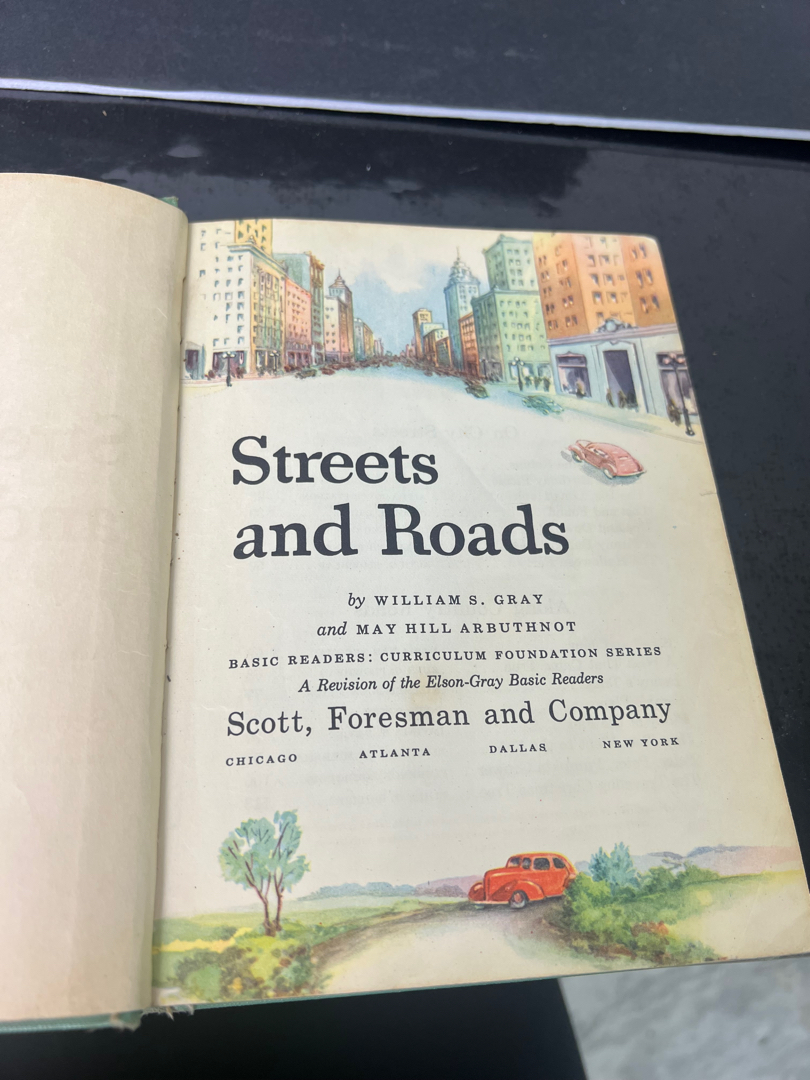 Streets
and Roads
by WILLIAM S. GRAY
and MAY HILL ARBUTHNOT
BASIC READERS: CURRICULUM FOUNDATION SERIES
A Revision of the Elson-Gray Basic Readers
Scott, Foresman and Company
CHICAGO ATLANTA DALLAS NEW YORK